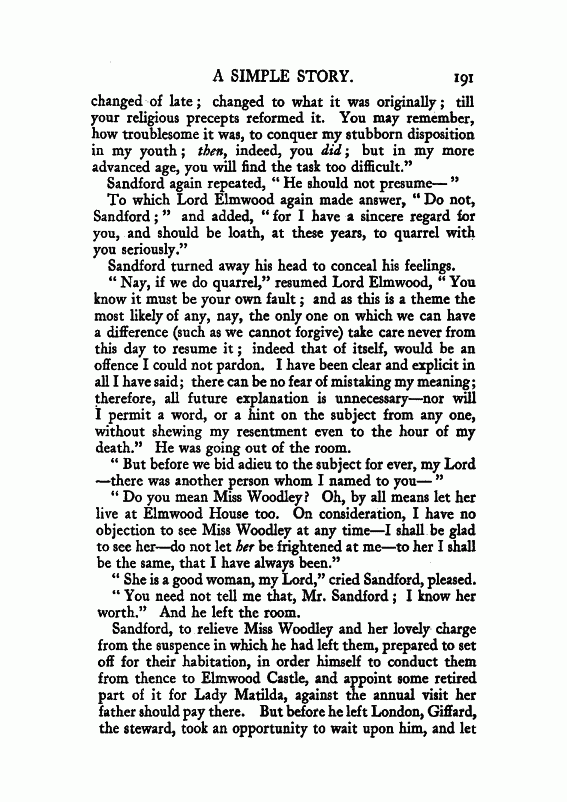 A SIMPLE STORY. 191
changed of late ; changed to what it was originally ; till
your religious precepts reformed it. You may remember,
how troublesome it was, to conquer my stubborn disposition
in my youth ; then, indeed, you did ; but in my more
advanced age, you will find the task too difficult.”
Sandford again repeated, “ He should not presume— ”
To which Lord Elmwood again made answer, “ Do not,
Sandford ; ” and added, “ for I have a sincere regard for
you, and should be loath, at these years, to quarrel with
you seriously.”
Sandford turned away his head to conceal his feelings.
“ Nay, if we do quarrel,” resumed Lord Elmwood, “ You
know it must be your own fault ; and as this is a theme the
most likely of any, nay, the only one on which we can have
a difference (such as we cannot forgive) take care never from
this day to resume it ; indeed that of itself, would be an
offence I could not pardon. I have been clear and explicit in
all I have said ; there can be no fear of mistaking my meaning ;
therefore, all future explanation is unnecessary—nor will
I permit a word, or a hint on the subject from any one,
without shewing my resentment even to the hour of my
death.” He was going out of the room.
“ But before we bid adieu to the subject for ever, my Lord
—there was another person whom I named to you— ”
“ Do you mean Miss Woodley? Oh, by all means let her
live at Elmwood House too. On consideration, I have no
objection to see Miss Woodley at any time—I shall be glad
to see her—do not let her be frightened at me—to her I shall
be the same, that I have always been.”
“ She is a good woman, my Lord,” cried Sandford, pleased.
“ You need not tell me that, Mr. Sandford ; I know her
worth.” And he left the room.
Sandford, to relieve Miss Woodley and her lovely charge
from the suspence in which he had left them, prepared to set
off for their habitation, in order himself to conduct them
from thence to Elmwood Castle, and appoint some retired
part of it for Lady Matilda, against the annual visit her
father should pay there. But before he left London, Giffard,
the steward, took an opportunity to wait upon him, and let